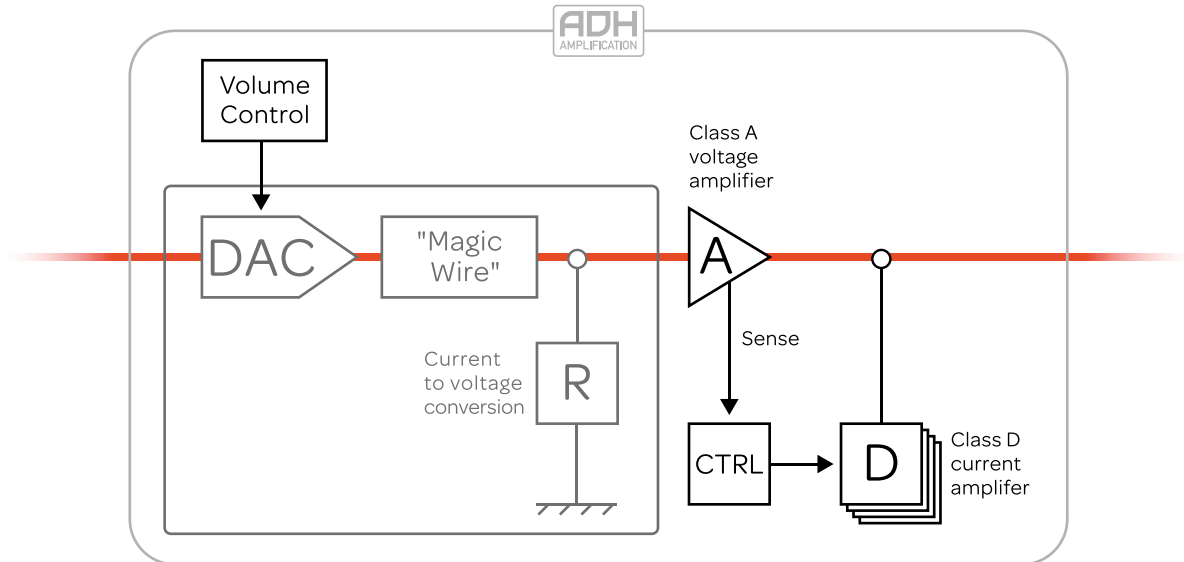 ADH
AMPLIFICATION
Volume
Control
Class A
voltage
amplifier
DAC
"Magic
Wire"
A
Sense
Current
to voltage
conversion
R
CTRL
D
Class D
current
amplifer